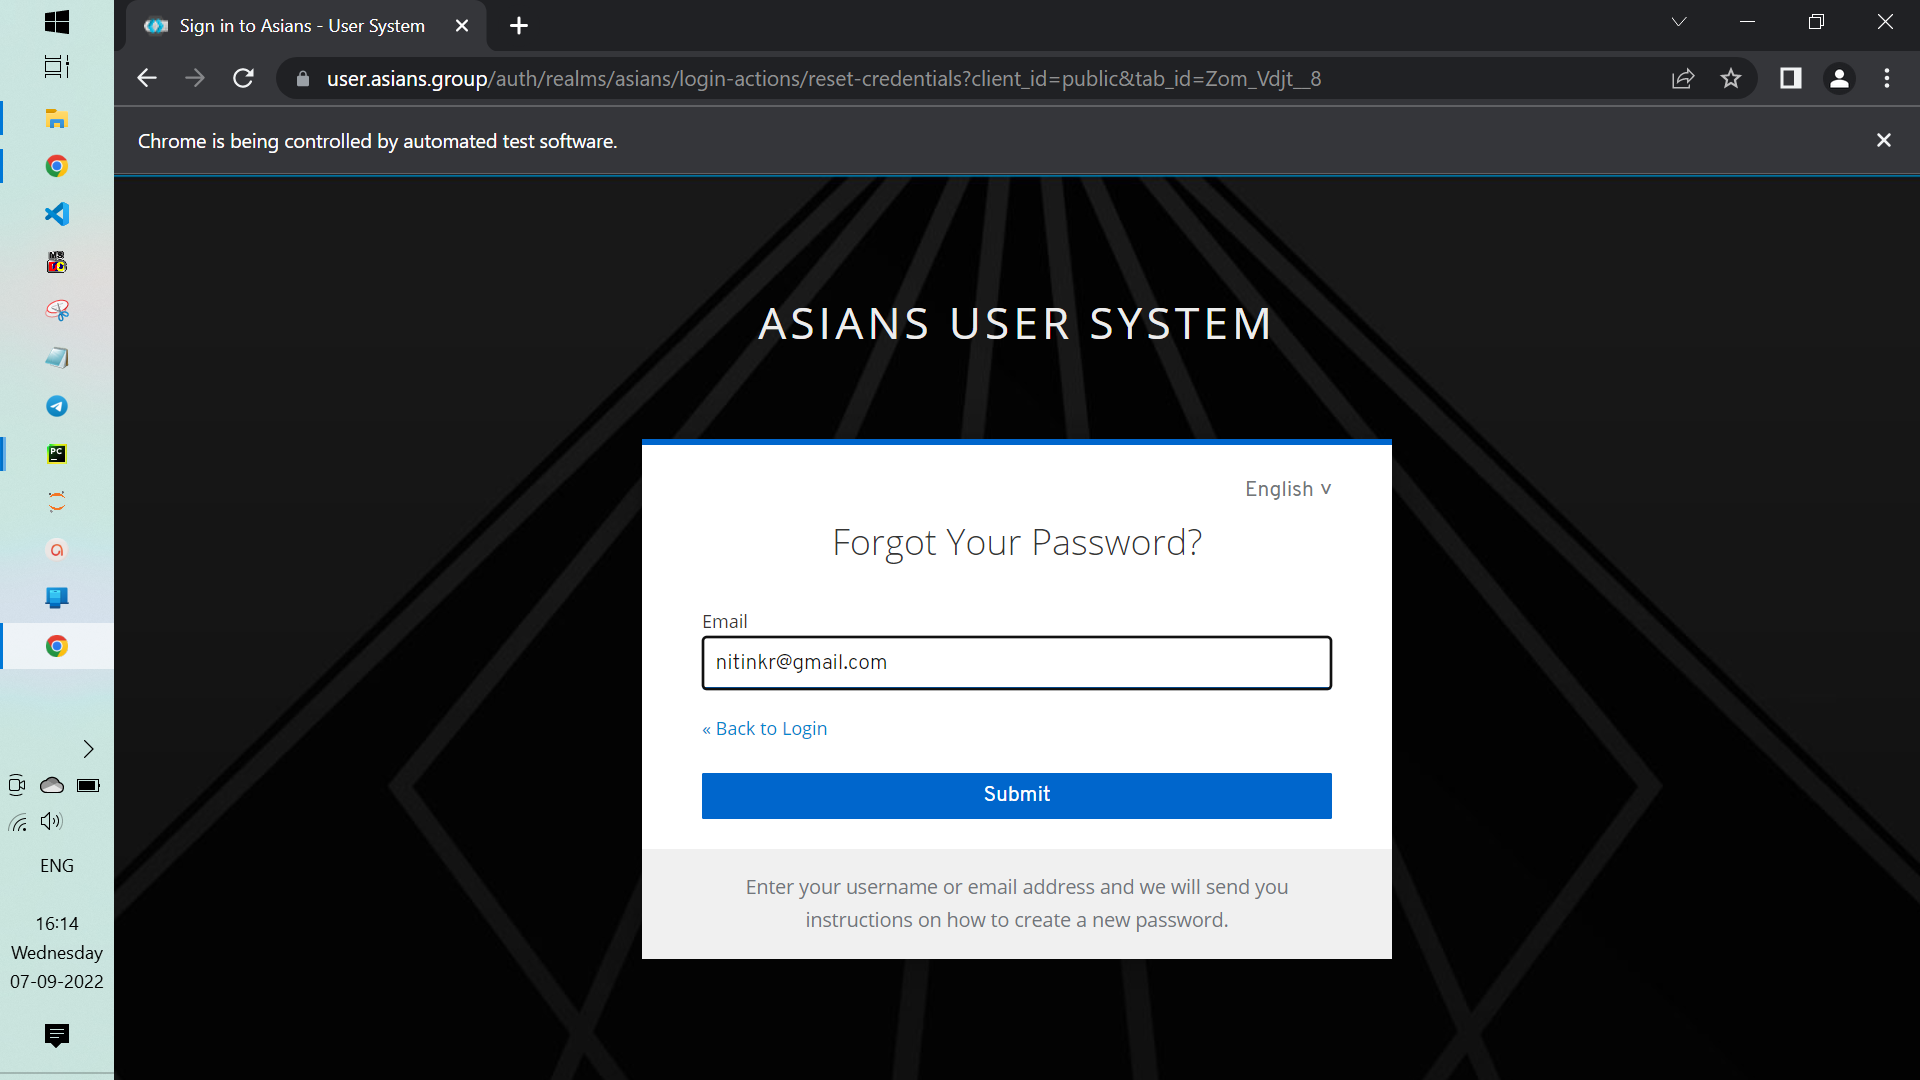 Sign in to Asians - User System
user.asians.group/auth/realms/asians/login-actions/reset-credentials?client_id=public&tab_id=Zom_Vdjt__8
Chrome is being controlled by automated test software.
ASIANS USER SYSTEM
English v
Forgot Your Password?
Email
nitinkr@gmail.com
« Back to Login
Submit
Enter your username or email address and we will send you
instructions on how to create a new password.
PC
ENG
16:14
Wednesday
07-09-2022